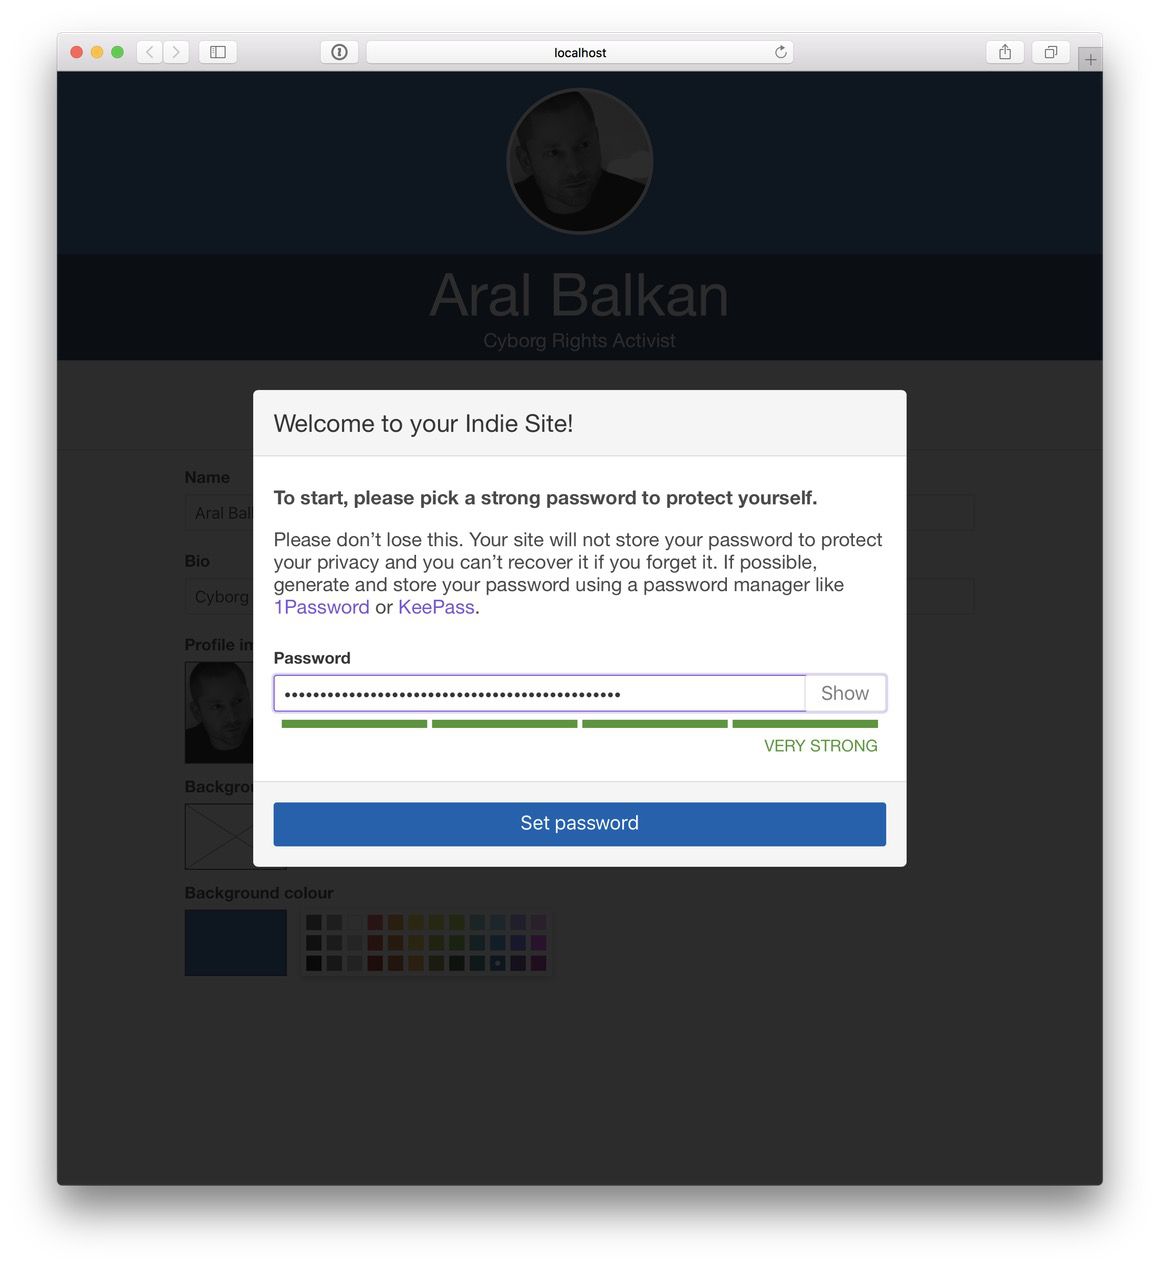 localhost
Aral Balkan
Cyborg Rights Activist
Welcome to your Indie Site!
Name
Aral Bal
To start, please pick a strong password to protect yourself.
Please don’t lose this. Your site will not store your password to protect
your privacy and you can’t recover it if you forget it. If possible,
generate and store your password using a password manager like
1Password or KeePass.
Bio
Cyborg
Profile im
Password
••••••••••••••••••••••••••••••••••••••••••••••• Show
VERY STRONG
Backgrou
Set password
Background colour